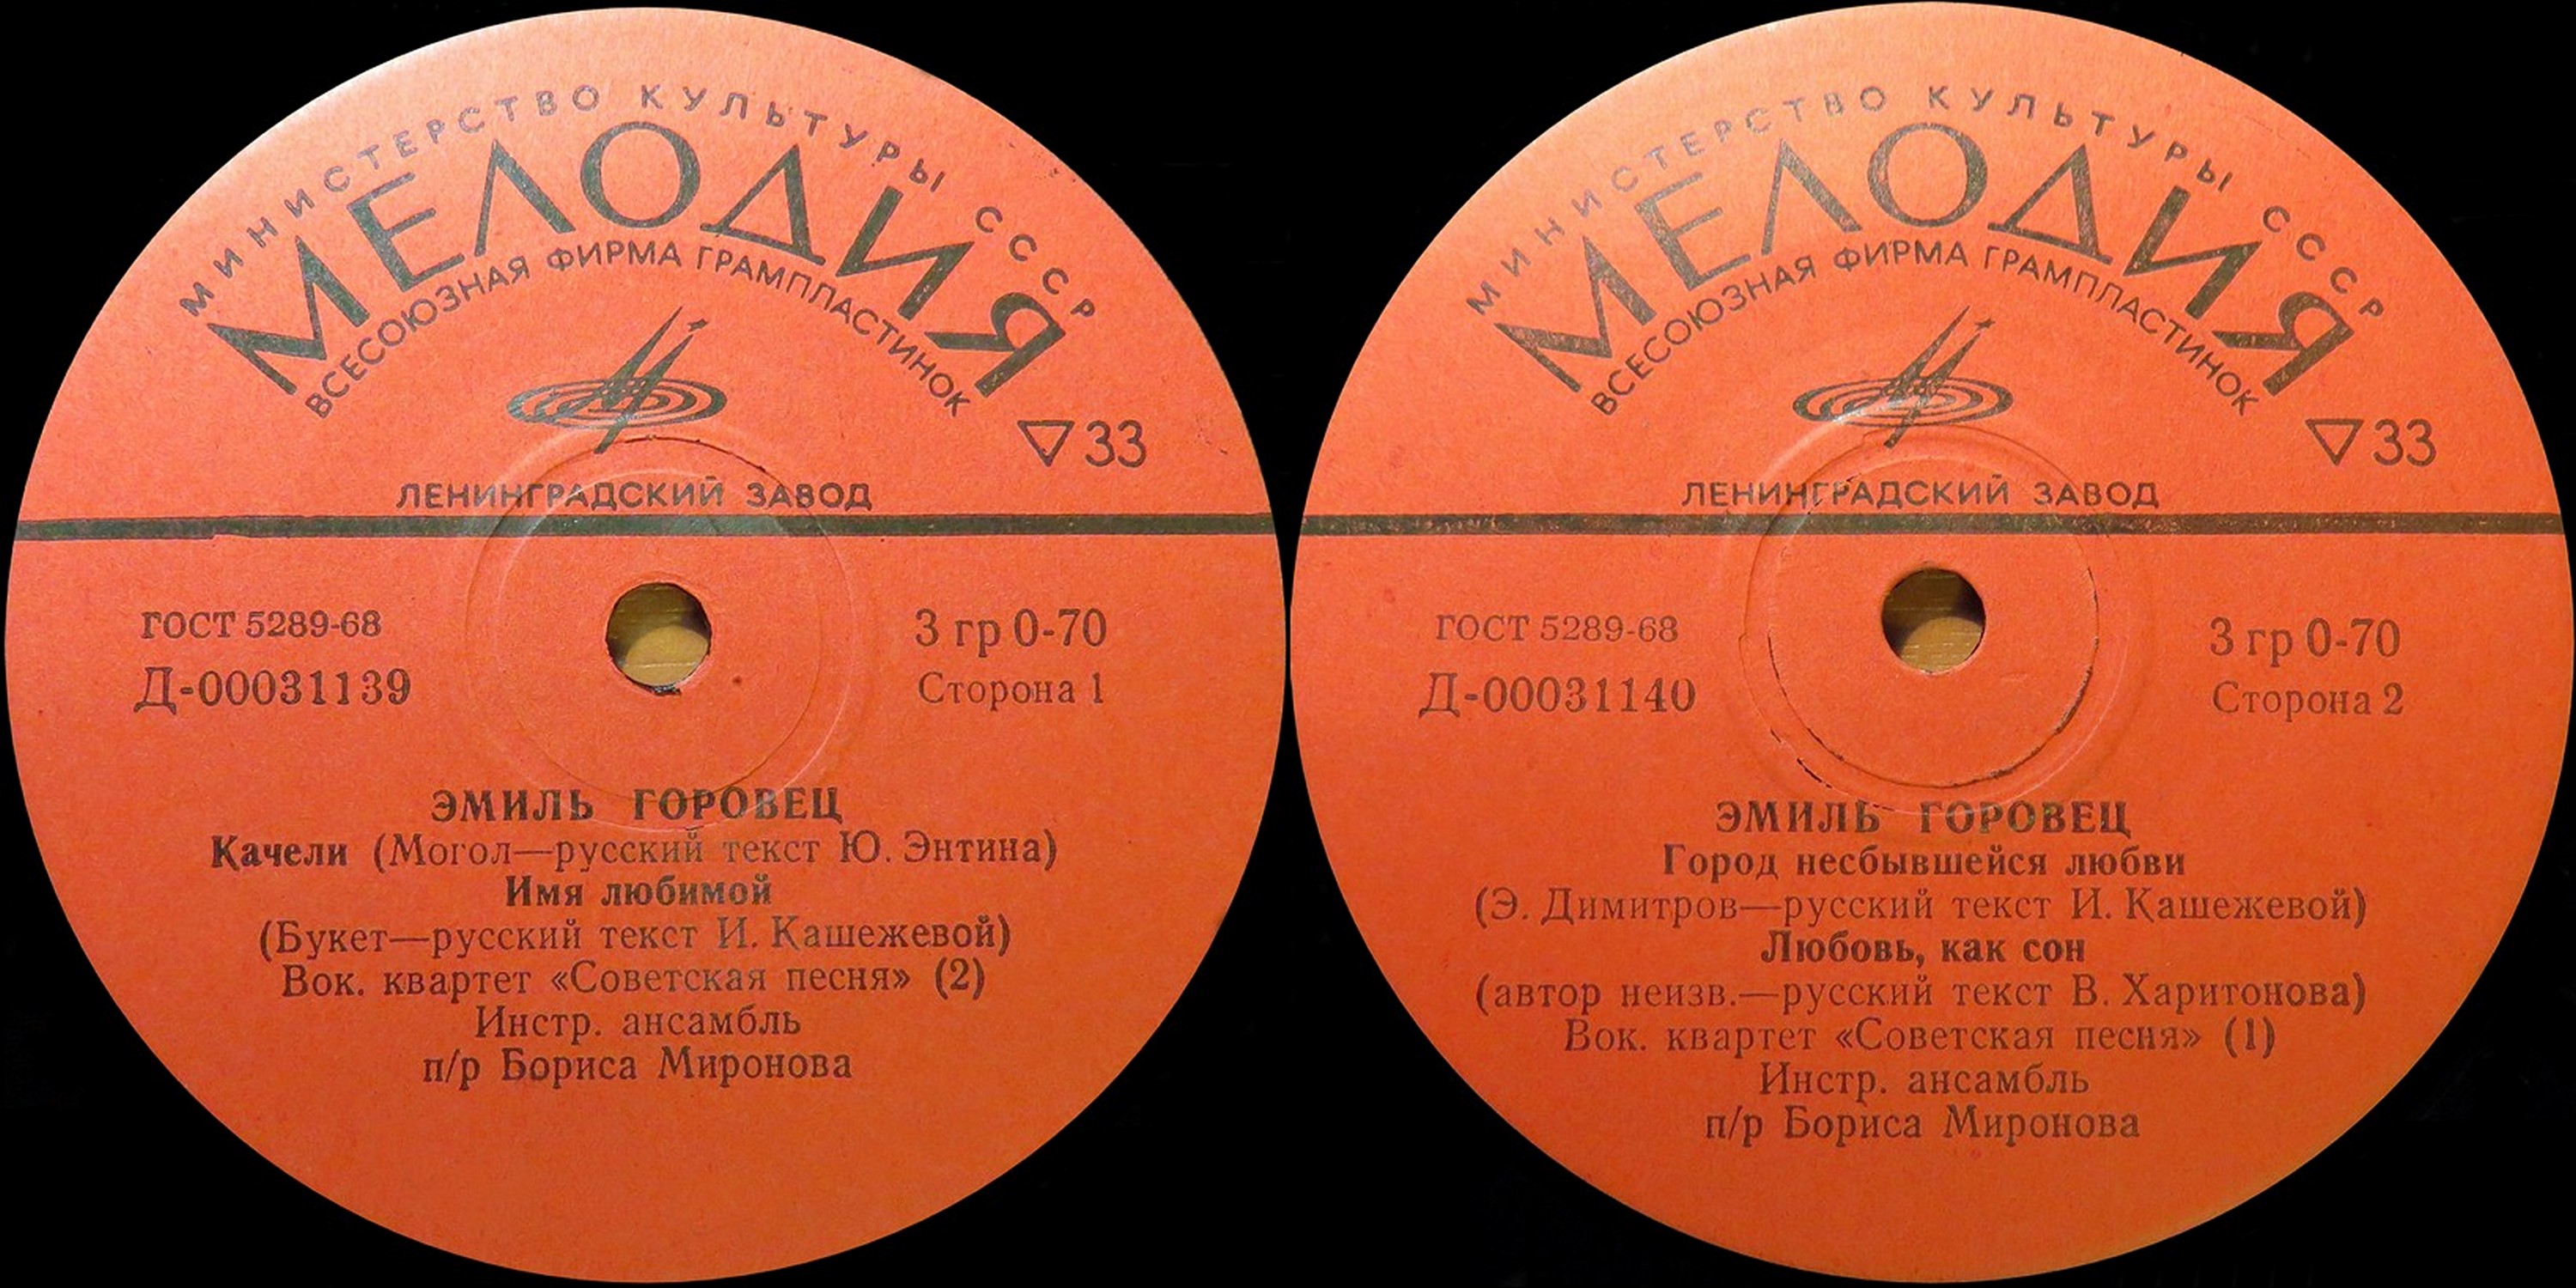 МИНИСТЕРСТВО КУЛЬТУРЫ СССР
МЕЛОДИЯ
ВСЕСОЮЗНАЯ ФИРМА ГРАМПЛАСТИНОК
33
ЛЕНИНГРАДСКИЙ ЗАВОД
ГОСТ 5289-68
3 гр 0-70
Д-00031139
Сторона 1
ЭМИЛЬ ГОРОВЕЦ
Качели (Могол—русский текст Ю. Энтина)
Имя любимой
(Букет—русский текст И. Кашежевой)
Вок. квартет «Советская песня» (2)
Инстр. ансамбль
п/р Бориса Миронова
МИНИСТЕРСТВО КУЛЬТУРЫ СССР
МЕЛОДИЯ
ВСЕСОЮЗНАЯ ФИРМА ГРАМПЛАСТИНОК
33
ЛЕНИНГРАДСКИЙ ЗАВОД
ГОСТ 5289-68
3 гр 0-70
Д-00031140
Сторона 2
ЭМИЛЬ ГОРОВЕЦ
Город несбывшейся любви
(Э. Димитров—русский текст И. Кашежевой)
Любовь, как сон
(автор неизв.—русский текст В. Харитонова)
Вок. квартет «Советская песня» (1)
Инстр. ансамбль
п/р Бориса Миронова